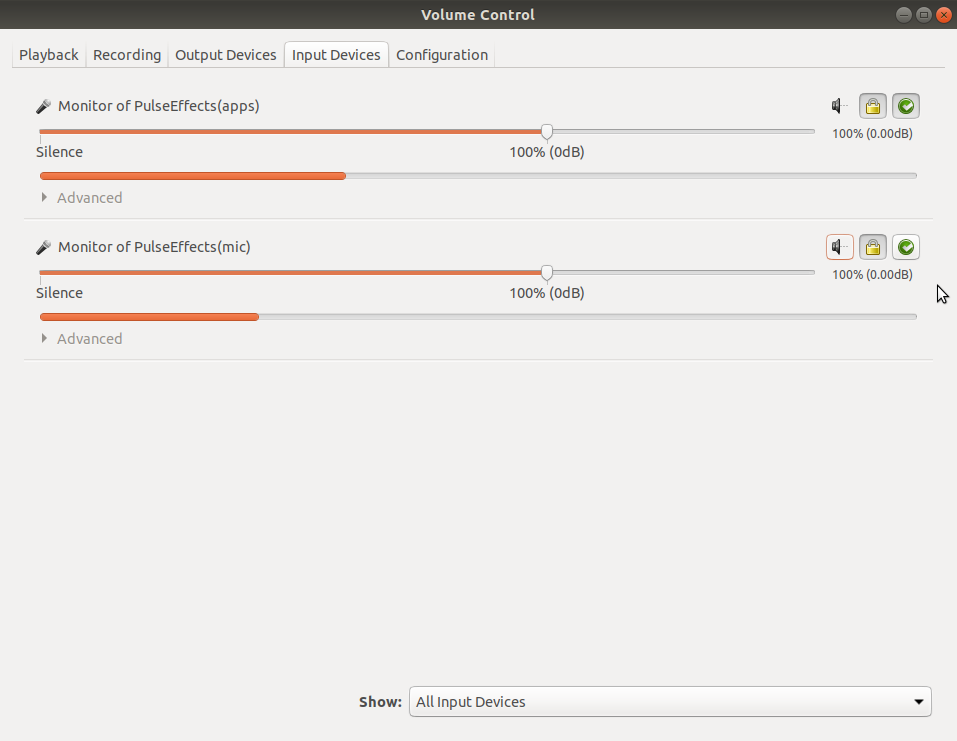 Volume Control
Playback Recording Output Devices Input Devices Configuration
Monitor of PulseEffects(apps)
100% (0.00dB)
Silence 100% (0dB)
Advanced
Monitor of PulseEffects(mic)
100% (0.00dB)
Silence 100% (0dB)
Advanced
Show: All Input Devices